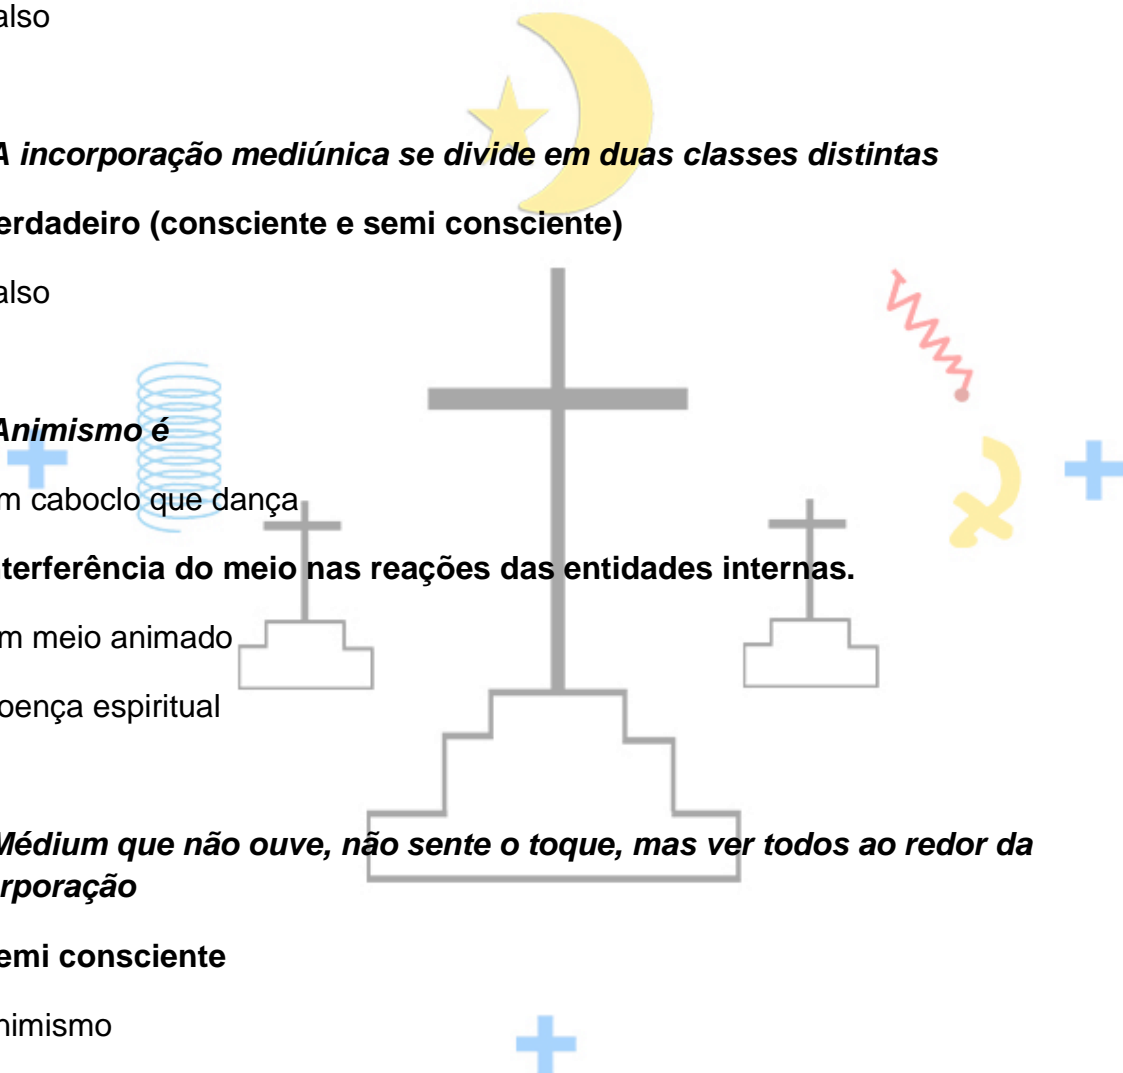 also
A incorporação mediúnica se divide em duas classes distintas
erdadeiro (consciente e semi consciente)
also
Animismo é
m caboclo que dança
nterferência do meio nas reações das entidades internas.
m meio animado
oença espiritual
Médium que não ouve, não sente o toque, mas ver todos ao redor da
rporação
emi consciente
nimismo